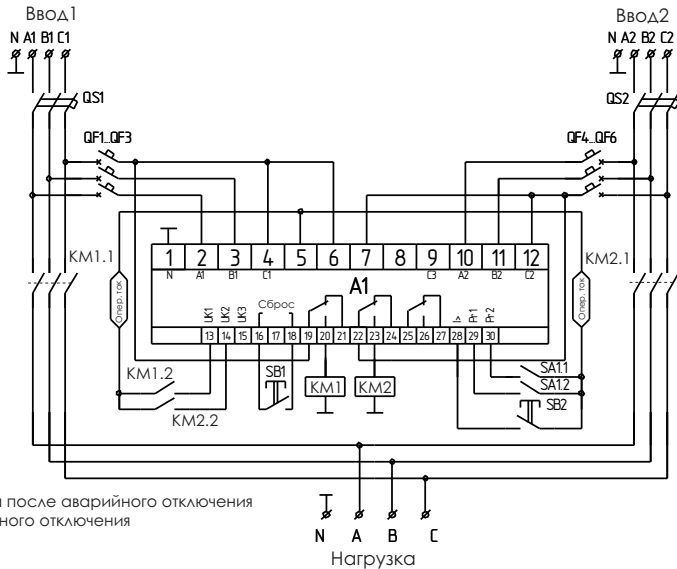 Ввод1 Ввод2
N A1 B1 C1 N A2 B2 C2
QS1 QS2
QF1...QF3 QF4...QF6
KM1.1 KM2.1
1 2 3 4 5 6 7 8 9 10 11 12
N A1 B1 C1 C3 A2 B2 C2
A1
Опер. ток Опер. ток
UK1 UK2 UK3 Сброс I> Рг1 Рг2
13 14 15 16 17 18 19 20 21 22 23 24 25 26 27 28 29 30
KM1.2 SB1 KM1 KM2 SA1.1
SA1.2
KM2.2 SB2
после аварийного отключения
ного отключения
N A B C
Нагрузка